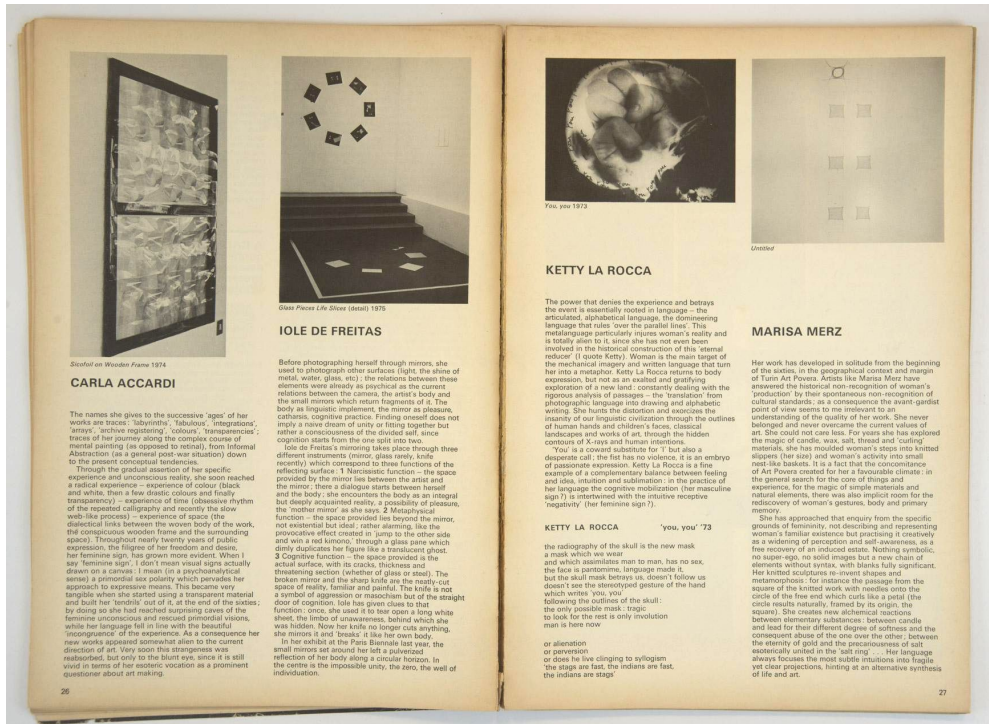 Sicofoil on Wooden Frame 1974
CARLA ACCARDI
The names she gives to the successive 'ages' of her
works are traces: 'labyrinths', 'fabulous', 'integrations',
'arrays', 'archive registering', 'colours', 'transparencies';
traces of her journey along the complex course of
mental painting (as opposed to retinal), from Informal
Abstraction (as a general post-war situation) down
to the present conceptual tendencies.
Through the gradual assertion of her specific
experience and unconscious reality, she soon reached
a radical experience – experience of colour (black
and white, then a few drastic colours and finally
transparency) – experience of time (obsessive rhythm
of the repeated calligraphy and recently the slow
web-like process) – experience of space (the
dialectical links between the woven body of the work,
the conspicuous wooden frame and the surrounding
space). Throughout nearly twenty years of public
expression, the filigree of her freedom and desire,
her feminine sign, has grown more evident. When I
say 'feminine sign', I don't mean visual signs actually
drawn on a canvas: I mean (in a psychoanalytical
sense) a primordial sex polarity which pervades her
approach to expressive means. This became very
tangible when she started using a transparent material
and built her 'tendrils' out of it, at the end of the sixties;
by doing so she had reached surprising caves of the
feminine unconscious and rescued primordial visions,
while her language fell in line with the beautiful
'incongruence' of the experience. As a consequence her
new works appeared somewhat alien to the current
direction of art. Very soon this strangeness was
reabsorbed, but only to the blunt eye, since it is still
vivid in terms of her esoteric vocation as a prominent
questioner about art making.
26
Glass Pieces Life Slices (detail) 1975
IOLE DE FREITAS
Before photographing herself through mirrors, she
used to photograph other surfaces (light, the shine of
metal, water, glass, etc); the relations between these
elements were already as psychical as the current
relations between the camera, the artist's body and
the small mirrors which return fragments of it. The
body as linguistic implement, the mirror as pleasure,
catharsis, cognitive practice. Finding oneself does not
imply a naive dream of unity or fitting together but
rather a consciousness of the divided self, since
cognition starts from the one split into two.
Iole de Freitas's mirroring takes place through three
different instruments (mirror, glass rarely, knife
recently) which correspond to three functions of the
reflecting surface: 1 Narcissistic function – the space
provided by the mirror lies between the artist and
the mirror; there a dialogue starts between herself
and the body; she encounters the body as an integral
but deeply acquainted reality, a possibility of pleasure,
the 'mother mirror' as she says. 2 Metaphysical
function – the space provided lies beyond the mirror,
not existential but ideal; rather alarming, like the
provocative effect created in 'jump to the other side
and win a red kimono,' through a glass pane which
dimly duplicates her figure like a translucent ghost.
3 Cognitive function – the space provided is the
actual surface, with its cracks, thickness and
threatening section (whether of glass or steel). The
broken mirror and the sharp knife are the neatly-cut
space of reality, familiar and painful. The knife is not
a symbol of aggression or masochism but of the straight
door of cognition. Iole has given clues to that
function: once, she used it to tear open a long white
sheet, the limbo of unawareness, behind which she
was hidden. Now her knife no longer cuts anything,
she mirrors it and 'breaks' it like her own body.
In her exhibit at the Paris Biennale last year, the
small mirrors set around her left a pulverized
reflection of her body along a circular horizon. In
the centre is the impossible unity, the zero, the well of
individuation.
You, you 1973
KETTY LA ROCCA
The power that denies the experience and betrays
the event is essentially rooted in language – the
articulated, alphabetical language, the domineering
language that rules 'over the parallel lines'. This
metalanguage particularly injures woman's reality and
is totally alien to it, since she has not even been
involved in the historical construction of this 'eternal
reducer' (I quote Ketty). Woman is the main target of
the mechanical imagery and written language that turn
her into a metaphor. Ketty La Rocca returns to body
expression, but not as an exalted and gratifying
exploration of a new land: constantly dealing with the
rigorous analysis of passages – the 'translation' from
photographic language into drawing and alphabetic
writing. She hunts the distortion and exorcizes the
insanity of our linguistic civilization through the outlines
of human hands and children's faces, classical
landscapes and works of art, through the hidden
contours of X-rays and human intentions.
'You' is a coward substitute for 'I' but also a
desperate call; the fist has no violence, it is an embryo
of passionate expression. Ketty La Rocca is a fine
example of a complementary balance between feeling
and idea, intuition and sublimation: in the practice of
her language the cognitive mobilization (her masculine
sign?) is intertwined with the intuitive receptive
'negativity' (her feminine sign?).
KETTY LA ROCCA 'you, you' '73
the radiography of the skull is the new mask
a mask which we wear
and which assimilates man to man, has no sex,
the face is pantomime, language made it,
but the skull mask betrays us, doesn't follow us
doesn't see the stereotyped gesture of the hand
which writes 'you, you'
following the outlines of the skull:
the only possible mask: tragic
to look for the rest is only involution
man is here now
or alienation
or perversion
or does he live clinging to syllogism
'the stags are fast, the indians are fast,
the indians are stags'
Untitled
MARISA MERZ
Her work has developed in solitude from the beginning
of the sixties, in the geographical context and margin
of Turin Art Povera. Artists like Marisa Merz have
answered the historical non-recognition of woman's
'production' by their spontaneous non-recognition of
cultural standards; as a consequence the avant-gardist
point of view seems to me irrelevant to an
understanding of the quality of her work. She never
belonged and never overcame the current values of
art. She could not care less. For years she has explored
the magic of candle, wax, salt, thread and 'curling'
materials, she has moulded woman's steps into knitted
slippers (her size) and woman's activity into small
nest-like baskets. It is a fact that the concomitance
of Art Povera created for her a favourable climate: in
the general search for the core of things and
experience, for the magic of simple materials and
natural elements, there was also implicit room for the
rediscovery of woman's gestures, body and primary
memory.
She has approached that enquiry from the specific
grounds of femininity, not describing and representing
woman's familiar existence but practising it creatively
as a widening of perception and self-awareness, as a
free recovery of an induced estate. Nothing symbolic,
no super-ego, no solid images but a new chain of
elements without syntax, with blanks fully significant.
Her knitted sculptures re-invent shapes and
metamorphosis: for instance the passage from the
square of the knitted work with needles onto the
circle of the free end which curls like a petal (the
circle results naturally, framed by its origin, the
square). She creates new alchemical reactions
between elementary substances: between candle
and lead for their different degree of softness and the
consequent abuse of the one over the other; between
the eternity of gold and the precariousness of salt
esoterically united in the 'salt ring' . . . Her language
always focuses the most subtle intuitions into fragile
yet clear projections, hinting at an alternative synthesis
of life and art.
27